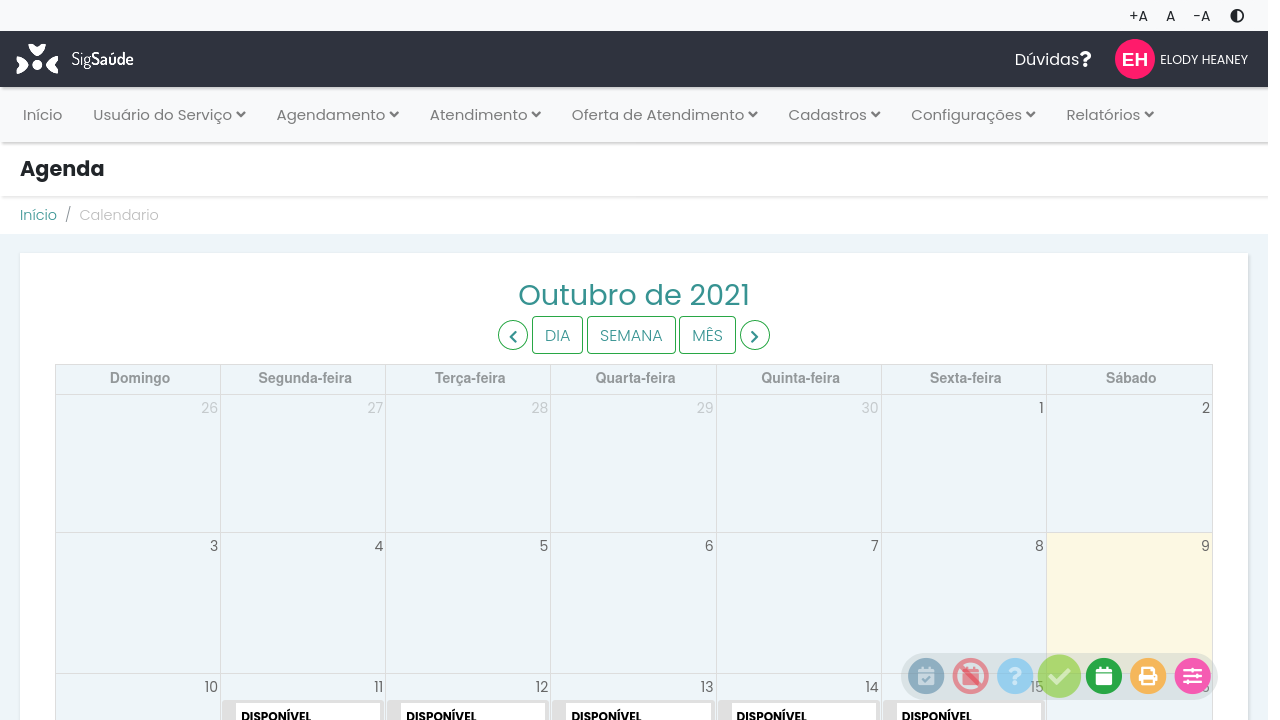 +A A -A
SigSaúde Dúvidas? EH ELODY HEANEY
Início Usuário do Serviço Agendamento Atendimento Oferta de Atendimento Cadastros Configurações Relatórios
Agenda
Início / Calendario
Outubro de 2021
DIA SEMANA MÊS
Domingo Segunda-feira Terça-feira Quarta-feira Quinta-feira Sexta-feira Sábado
26 27 28 29 30 1 2
3 4 5 6 7 8 9
10 11 12 13 14 15
DISPONÍVEL DISPONÍVEL DISPONÍVEL DISPONÍVEL DISPONÍVEL